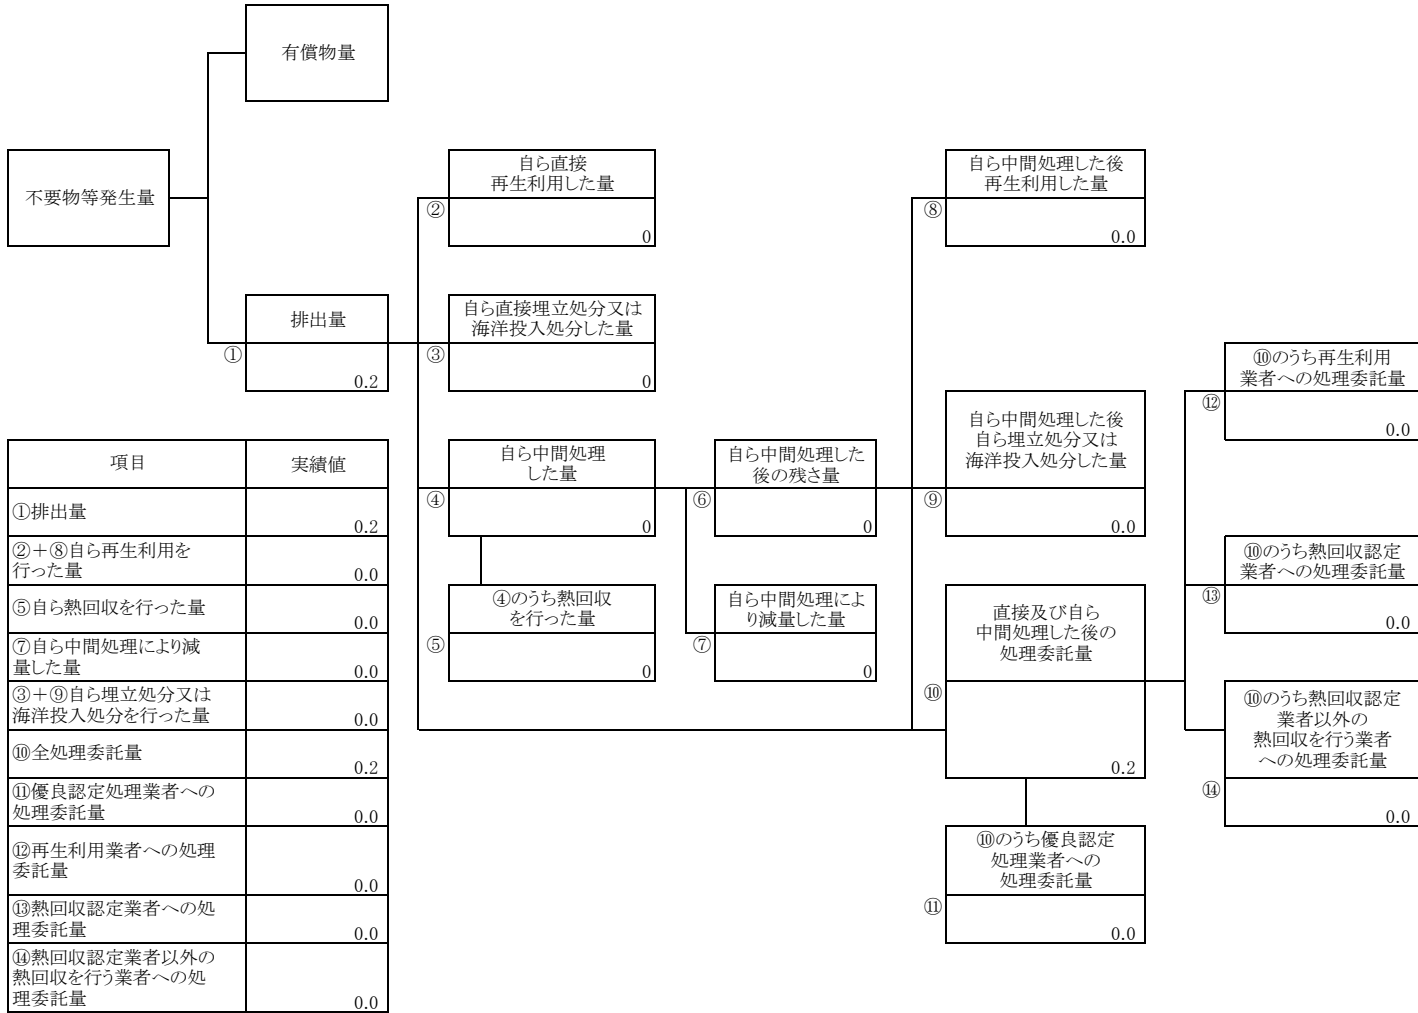 有償物量
不要物等発生量
排出量
①
0.2
自ら直接
再生利用した量
②
0
自ら直接埋立処分又は
海洋投入処分した量
③
0
自ら中間処理
した量
④
0
④のうち熱回収
を行った量
⑤
0
自ら中間処理した
後の残さ量
⑥
0
自ら中間処理によ
り減量した量
⑦
0
自ら中間処理した後
再生利用した量
⑧
0.0
自ら中間処理した後
自ら埋立処分又は
海洋投入処分した量
⑨
0.0
直接及び自ら
中間処理した後の
処理委託量
⑩
0.2
⑩のうち優良認定
処理業者への
処理委託量
⑪
0.0
⑩のうち再生利用
業者への処理委託量
⑫
0.0
⑩のうち熱回収認定
業者への処理委託量
⑬
0.0
⑩のうち熱回収認定
業者以外の
熱回収を行う業者
への処理委託量
⑭
0.0
項目 実績値
①排出量
0.2
②＋⑧自ら再生利用を
行った量
0.0
⑤自ら熱回収を行った量
0.0
⑦自ら中間処理により減
量した量
0.0
③＋⑨自ら埋立処分又は
海洋投入処分を行った量
0.0
⑩全処理委託量
0.2
⑪優良認定処理業者への
処理委託量
0.0
⑫再生利用業者への処理
委託量
0.0
⑬熱回収認定業者への処
理委託量
0.0
⑭熱回収認定業者以外の
熱回収を行う業者への処
理委託量
0.0